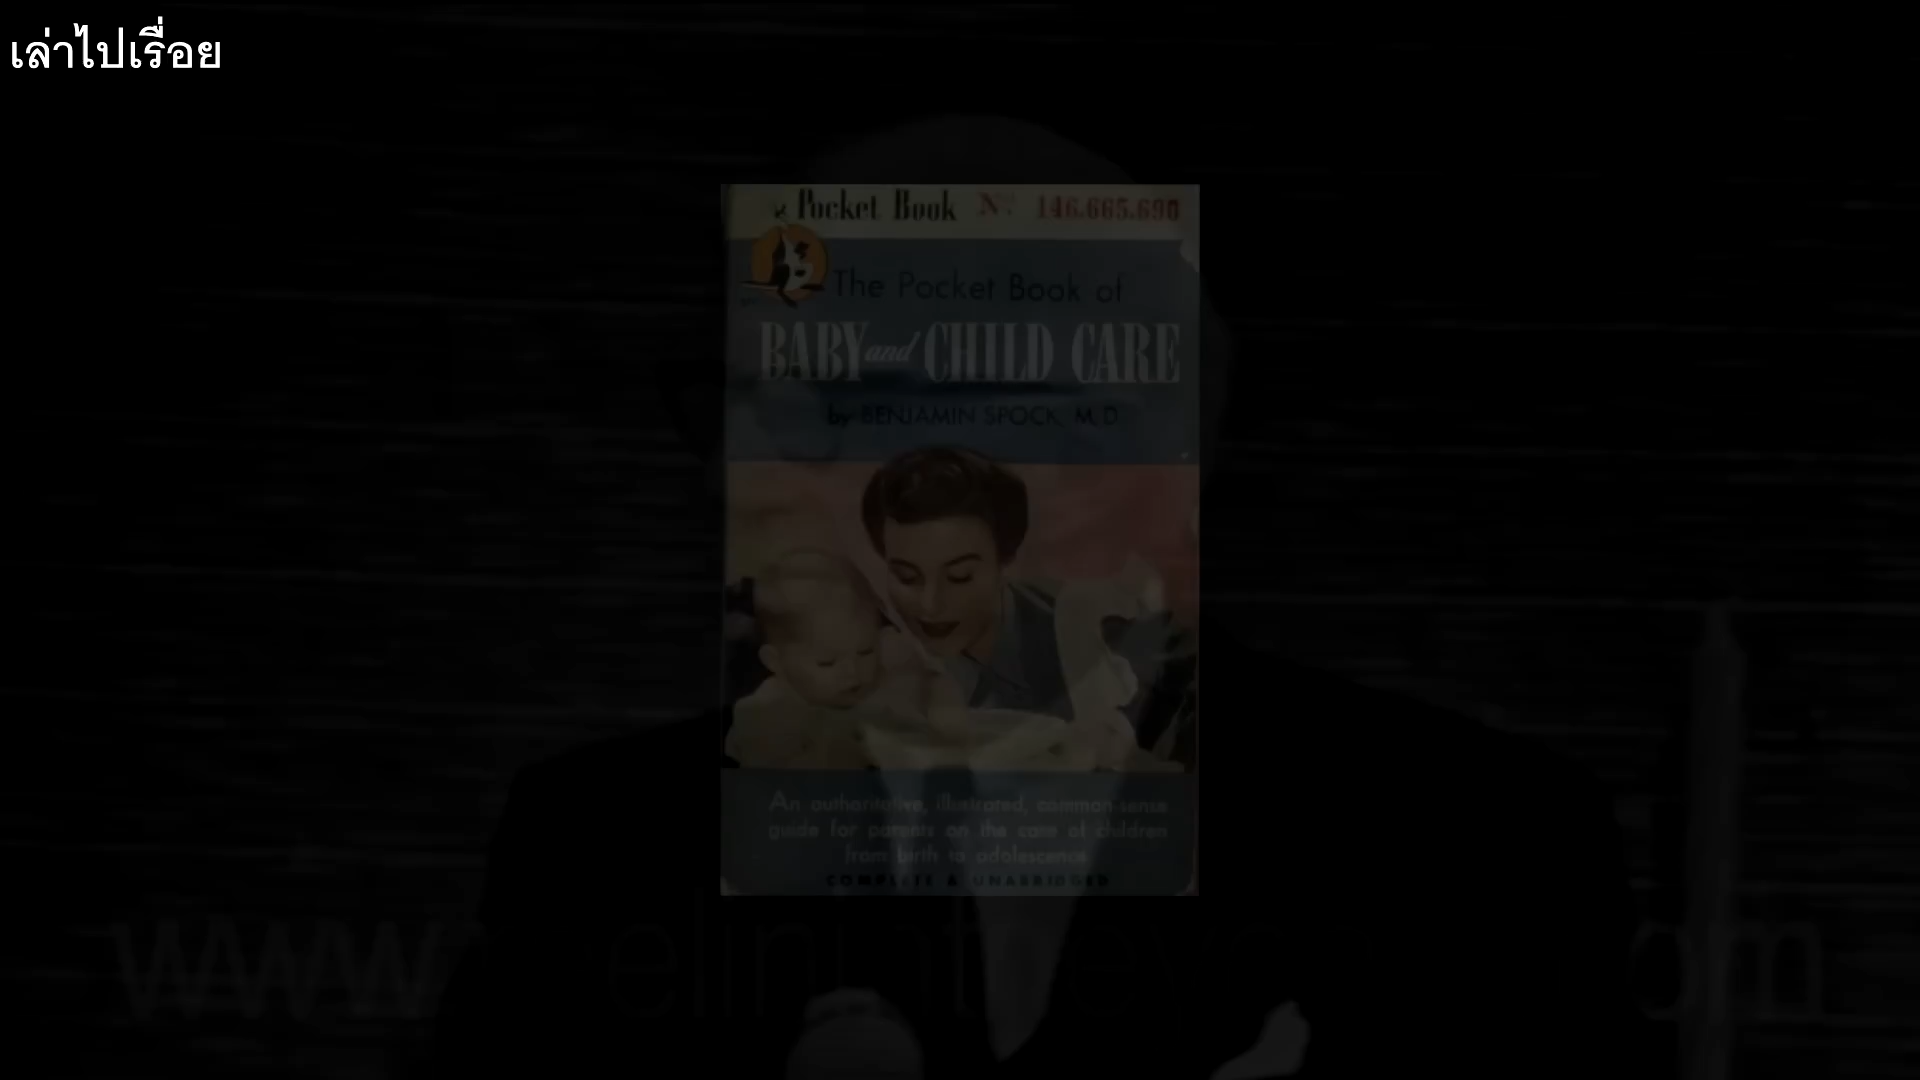 เล่าไปเรื่อย
Pocket Book Nº 146.665.690
The Pocket Book of
BABY and CHILD CARE
by BENJAMIN SPOCK, M.D.
An authoritative, illustrated, common-sense
guide for parents on the care of children
from birth to adolescence
COMPLETE & UNABRIDGED
www.